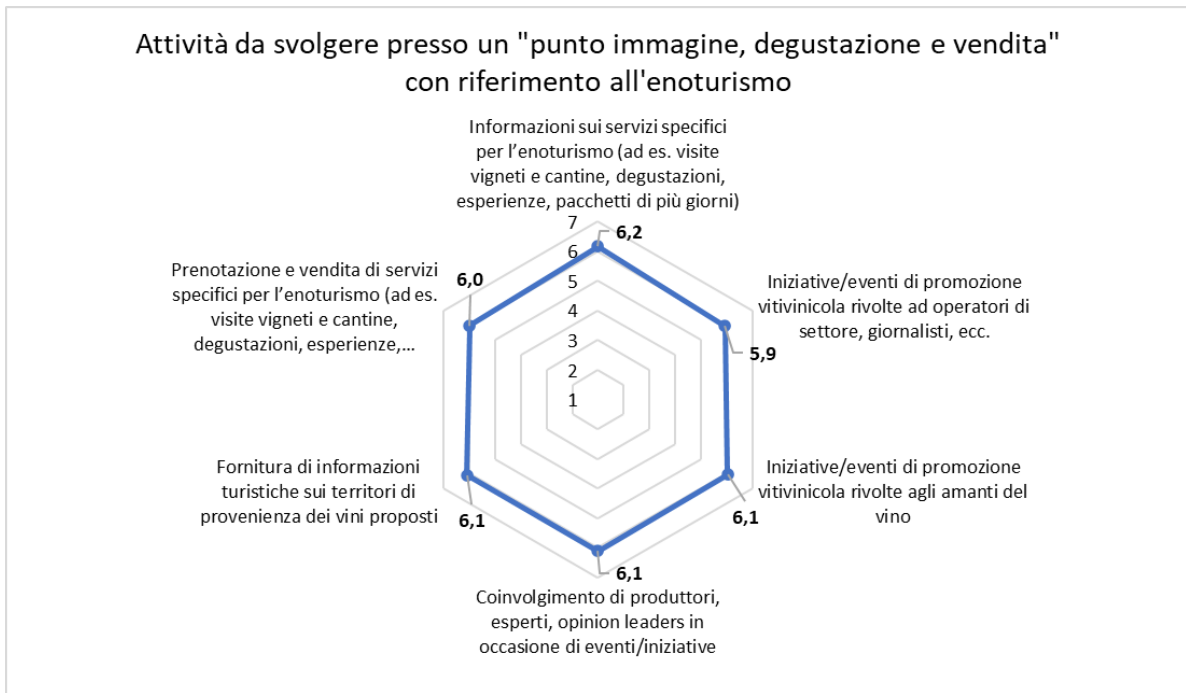 Attività da svolgere presso un "punto immagine, degustazione e vendita"
con riferimento all'enoturismo
Informazioni sui servizi specifici
per l’enoturismo (ad es. visite
vigneti e cantine, degustazioni,
esperienze, pacchetti di più giorni)
7
6,2
6
5
4
3
2
1
Iniziative/eventi di promozione
vitivinicola rivolte ad operatori di
settore, giornalisti, ecc.
5,9
Iniziative/eventi di promozione
vitivinicola rivolte agli amanti del
vino
6,1
6,1
Coinvolgimento di produttori,
esperti, opinion leaders in
occasione di eventi/iniziative
Fornitura di informazioni
turistiche sui territori di
provenienza dei vini proposti
6,1
Prenotazione e vendita di servizi
specifici per l’enoturismo (ad es.
visite vigneti e cantine,
degustazioni, esperienze,...
6,0